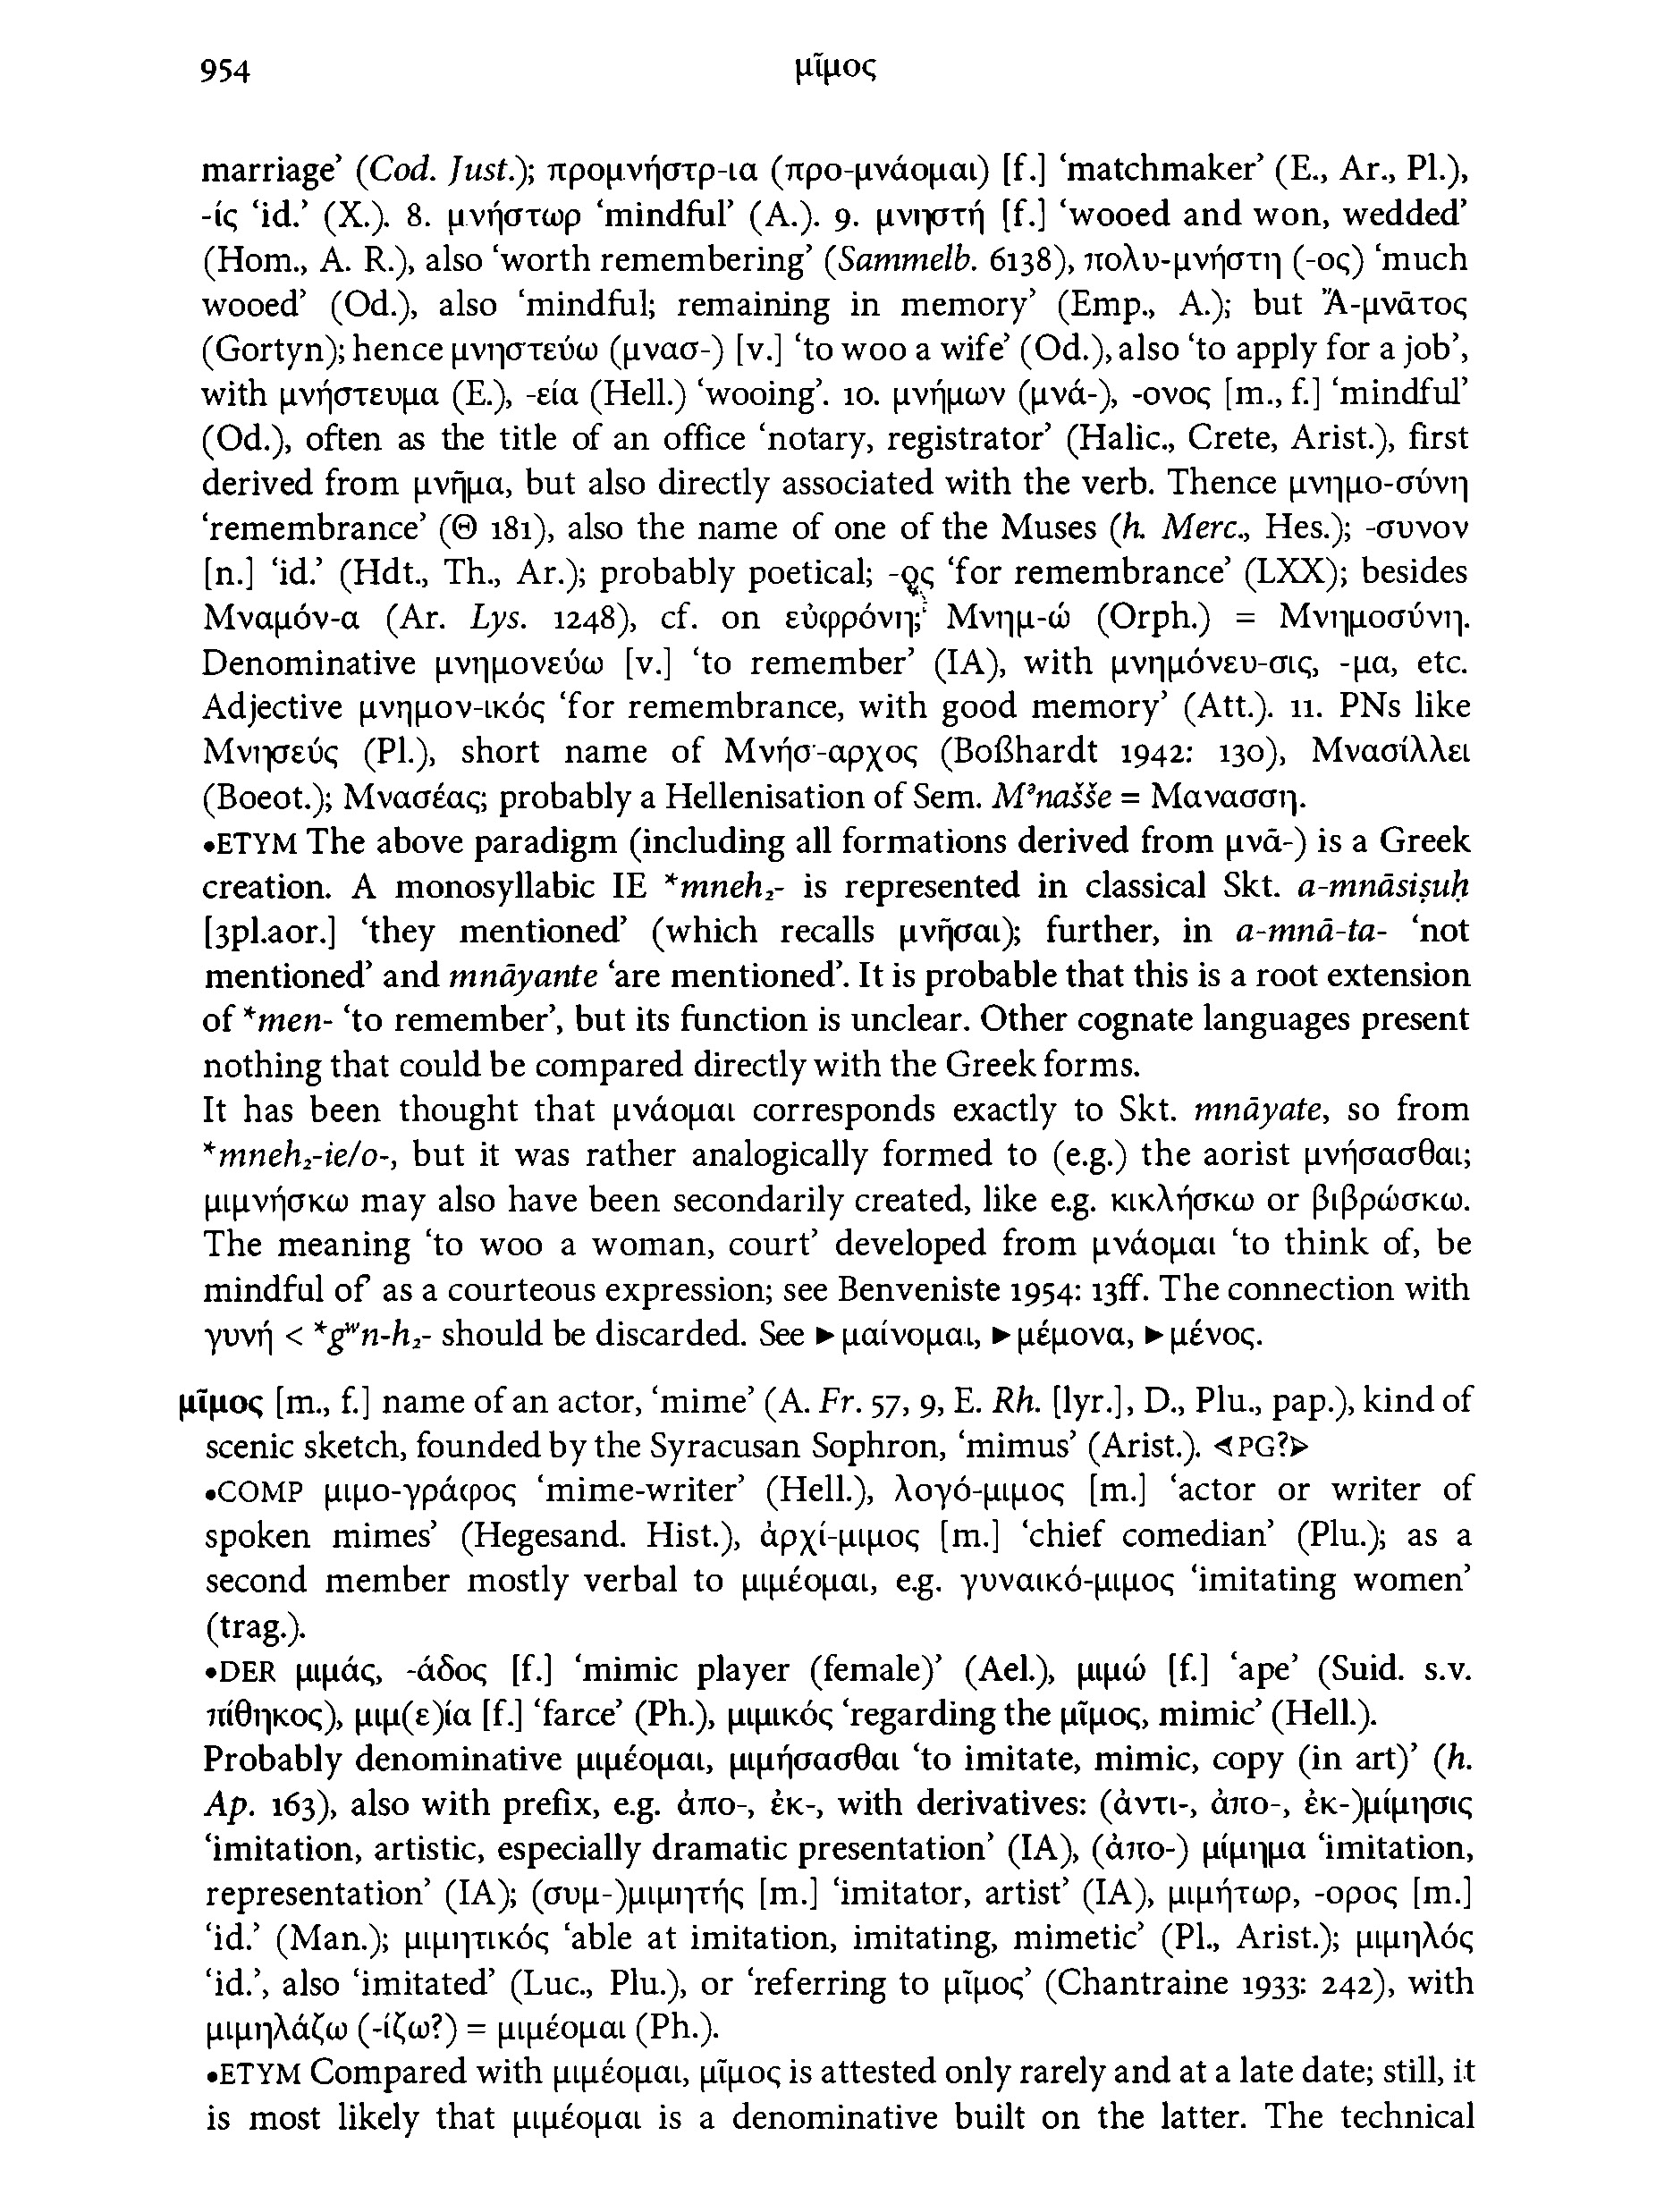 954 μῖμος
marriage’ (Cod. Just.); προμνήστρ-ια (προ-μνάομαι) [f.] ‘matchmaker’ (E., Ar., Pl.),
-ίς ‘id.’ (X.). 8. μνήστωρ ‘mindful’ (A.). 9. μνηστή [f.] ‘wooed and won, wedded’
(Hom., A. R.), also ‘worth remembering’ (Sammelb. 6138), πολυ-μνήστη (-ος) ‘much
wooed’ (Od.), also ‘mindful; remaining in memory’ (Emp., A.); but Ἄ-μνᾱτος
(Gortyn); hence μνηστεύω (μνασ-) [v.] ‘to woo a wife’ (Od.), also ‘to apply for a job’,
with μνήστευμα (E.), -εία (Hell.) ‘wooing’. 10. μνήμων (μνά-), -ονος [m., f.] ‘mindful’
(Od.), often as the title of an office ‘notary, registrator’ (Halic., Crete, Arist.), first
derived from μνῆμα, but also directly associated with the verb. Thence μνημο-σύνη
‘remembrance’ (Θ 181), also the name of one of the Muses (h. Merc., Hes.); -συνον
[n.] ‘id.’ (Hdt., Th., Ar.); probably poetical; -ος ‘for remembrance’ (LXX); besides
Μναμόν-α (Ar. Lys. 1248), cf. on εὐφρόνη; Μνημ-ώ (Orph.) = Μνημοσύνη.
Denominative μνημονεύω [v.] ‘to remember’ (IA), with μνημόνευ-σις, -μα, etc.
Adjective μνημον-ικός ‘for remembrance, with good memory’ (Att.). 11. PNs like
Μνησεύς (Pl.), short name of Μνήσ-αρχος (Boßhardt 1942: 130), Μνασίλλει
(Boeot.); Μνασέας; probably a Hellenisation of Sem. Mᵊnašše = Μανασση.
•ETYM The above paradigm (including all formations derived from μνᾱ-) is a Greek
creation. A monosyllabic IE *mneh₂- is represented in classical Skt. a-mnāsiṣuḥ
[3pl.aor.] ‘they mentioned’ (which recalls μνῆσαι); further, in a-mnā-ta- ‘not
mentioned’ and mnāyante ‘are mentioned’. It is probable that this is a root extension
of *men- ‘to remember’, but its function is unclear. Other cognate languages present
nothing that could be compared directly with the Greek forms.
It has been thought that μνάομαι corresponds exactly to Skt. mnāyate, so from
*mneh₂-ie/o-, but it was rather analogically formed to (e.g.) the aorist μνήσασθαι;
μιμνήσκω may also have been secondarily created, like e.g. κικλήσκω or βιβρώσκω.
The meaning ‘to woo a woman, court’ developed from μνάομαι ‘to think of, be
mindful of’ as a courteous expression; see Benveniste 1954: 13ff. The connection with
γυνή < *gʷn-h₂- should be discarded. See ►μαίνομαι, ►μέμονα, ►μένος.
μῖμος [m., f.] name of an actor, ‘mime’ (A. Fr. 57, 9, E. Rh. [lyr.], D., Plu., pap.), kind of
scenic sketch, founded by the Syracusan Sophron, ‘mimus’ (Arist.). ⊲PG?⊳
•COMP μιμο-γράφος ‘mime-writer’ (Hell.), λογό-μιμος [m.] ‘actor or writer of
spoken mimes’ (Hegesand. Hist.), ἀρχί-μιμος [m.] ‘chief comedian’ (Plu.); as a
second member mostly verbal to μιμέομαι, e.g. γυναικό-μιμος ‘imitating women’
(trag.).
•DER μιμάς, -άδος [f.] ‘mimic player (female)’ (Ael.), μιμώ [f.] ‘ape’ (Suid. s.v.
πίθηκος), μιμ(ε)ία [f.] ‘farce’ (Ph.), μιμικός ‘regarding the μῖμος, mimic’ (Hell.).
Probably denominative μιμέομαι, μιμήσασθαι ‘to imitate, mimic, copy (in art)’ (h.
Ap. 163), also with prefix, e.g. ἀπο-, ἐκ-, with derivatives: (ἀντι-, ἀπο-, ἐκ-)μίμησις
‘imitation, artistic, especially dramatic presentation’ (IA), (ἀπο-) μίμημα ‘imitation,
representation’ (IA); (συμ-)μιμητής [m.] ‘imitator, artist’ (IA), μιμήτωρ, -ορος [m.]
‘id.’ (Man.); μιμητικός ‘able at imitation, imitating, mimetic’ (Pl., Arist.); μιμηλός
‘id.’, also ‘imitated’ (Luc., Plu.), or ‘referring to μῖμος’ (Chantraine 1933: 242), with
μιμηλάζω (-ίζω?) = μιμέομαι (Ph.).
•ETYM Compared with μιμέομαι, μῖμος is attested only rarely and at a late date; still, it
is most likely that μιμέομαι is a denominative built on the latter. The technical